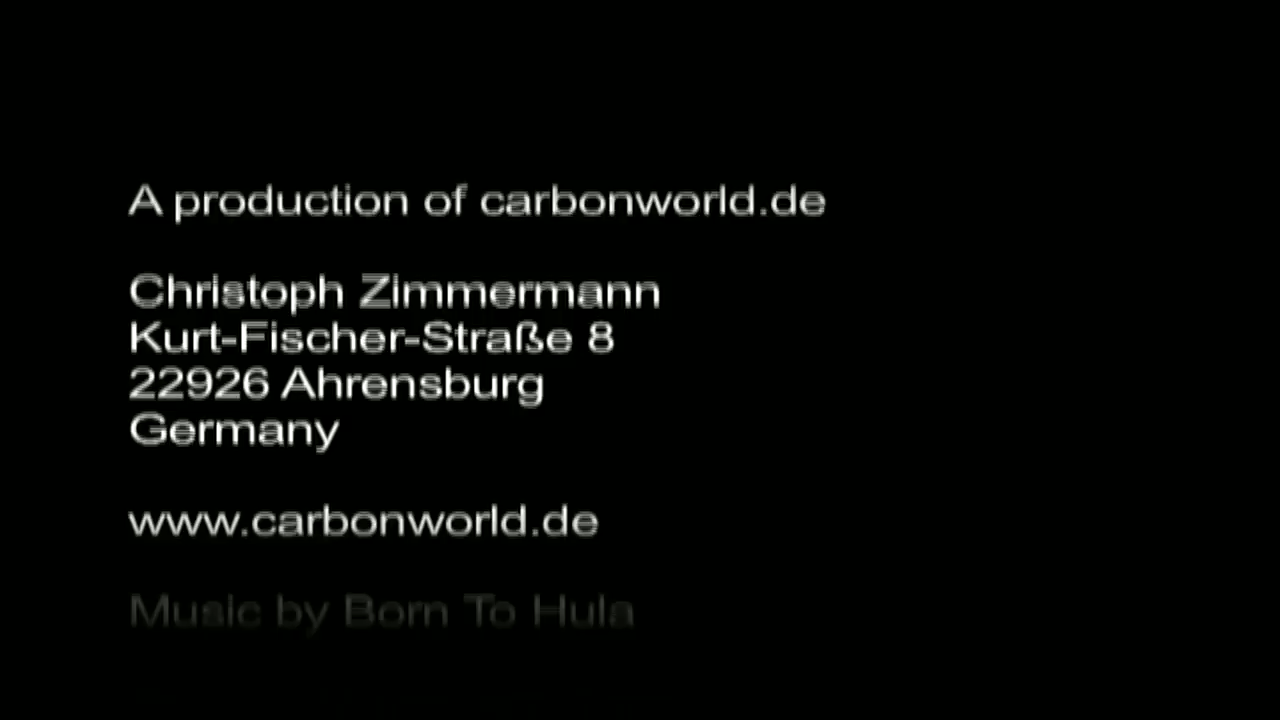 A production of carbonworld.de
Christoph Zimmermann
Kurt-Fischer-Straße 8
22926 Ahrensburg
Germany
www.carbonworld.de
Music by Born To Hula